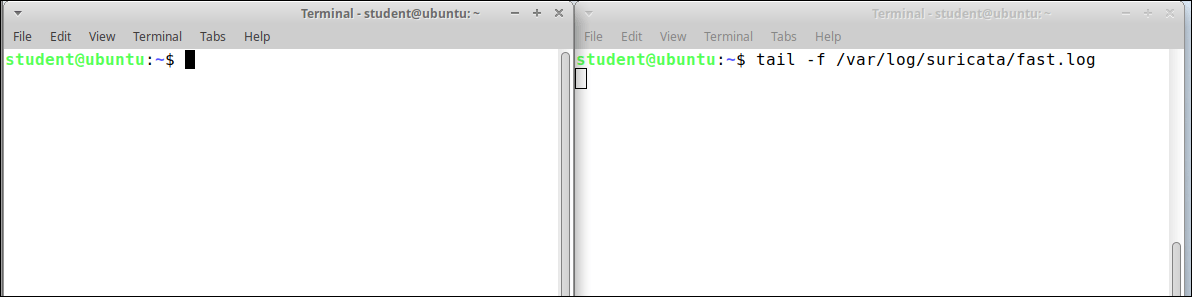 Terminal - student@ubuntu: ~
File Edit View Terminal Tabs Help
student@ubuntu:~$
Terminal - student@ubuntu: ~
File Edit View Terminal Tabs Help
student@ubuntu:~$ tail -f /var/log/suricata/fast.log